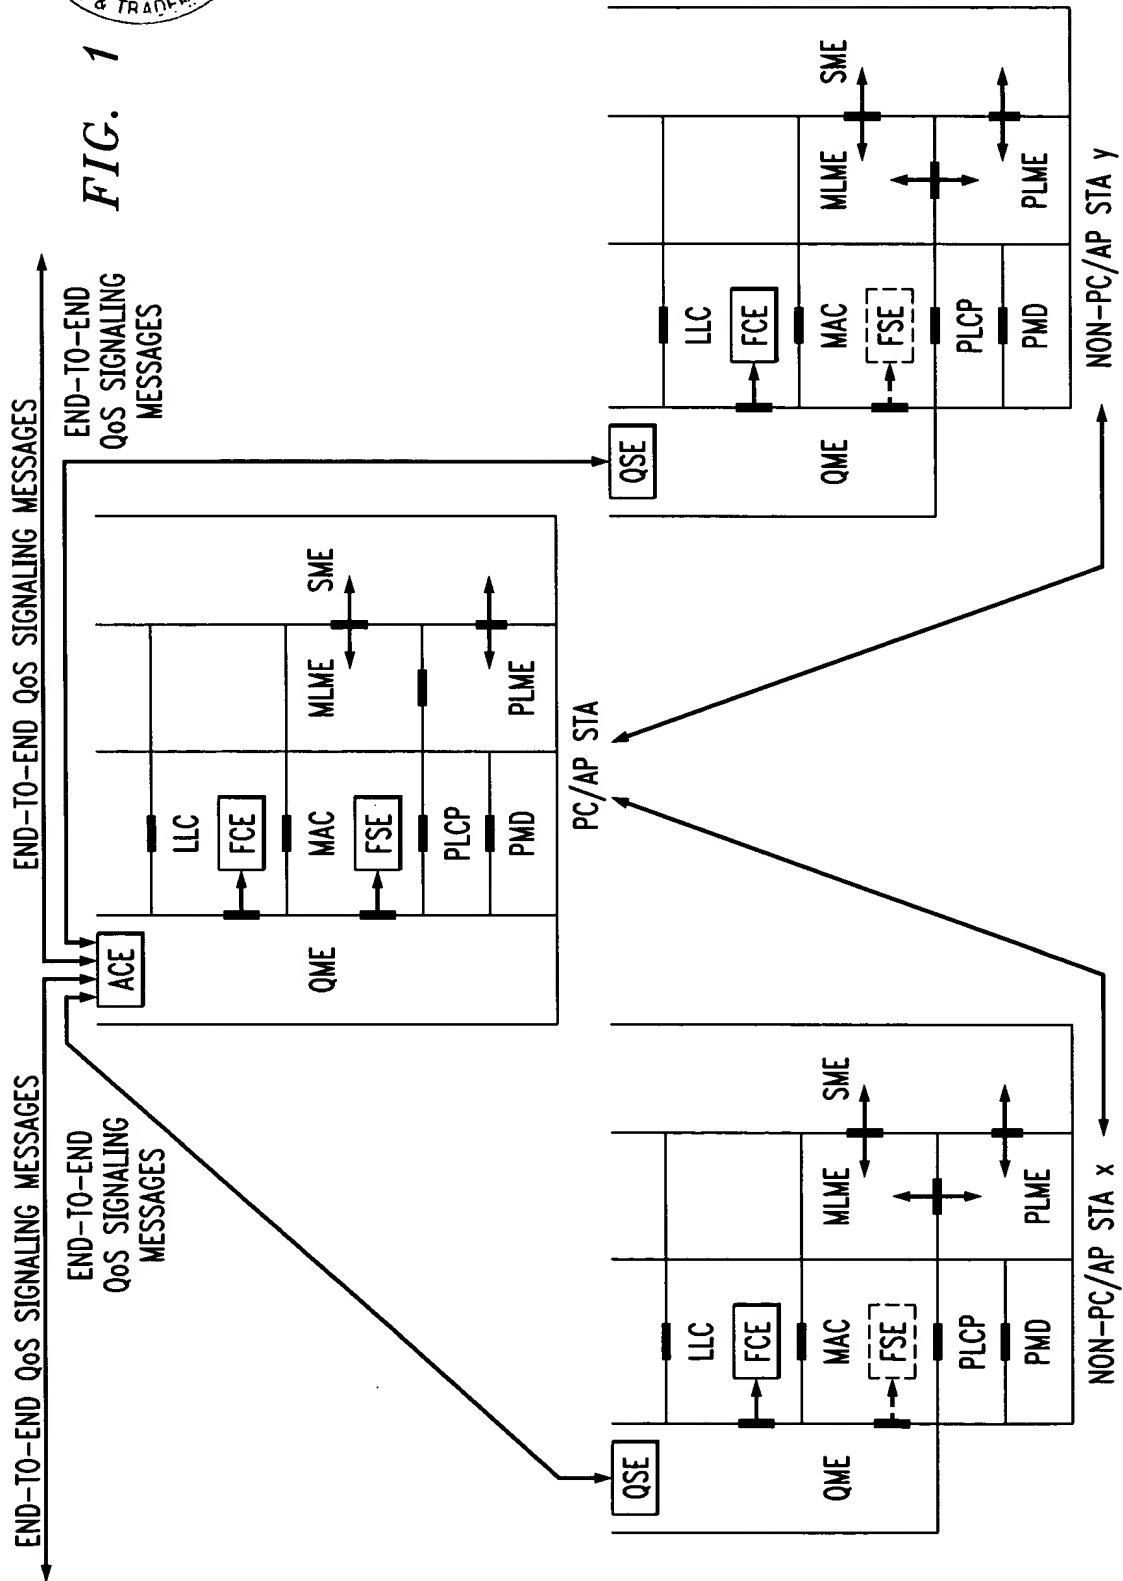 & TRADEM
FIG. 1
END-TO-END QoS SIGNALING MESSAGES
END-TO-END QoS SIGNALING MESSAGES
END-TO-END
QoS SIGNALING
MESSAGES
END-TO-END
QoS SIGNALING
MESSAGES
ACE
QME
LLC
FCE
MAC
FSE
PLCP
PMD
MLME
PLME
SME
PC/AP STA
QSE
QME
LLC
FCE
MAC
FSE
PLCP
PMD
MLME
PLME
SME
NON-PC/AP STA x
QSE
QME
LLC
FCE
MAC
FSE
PLCP
PMD
MLME
PLME
SME
NON-PC/AP STA y